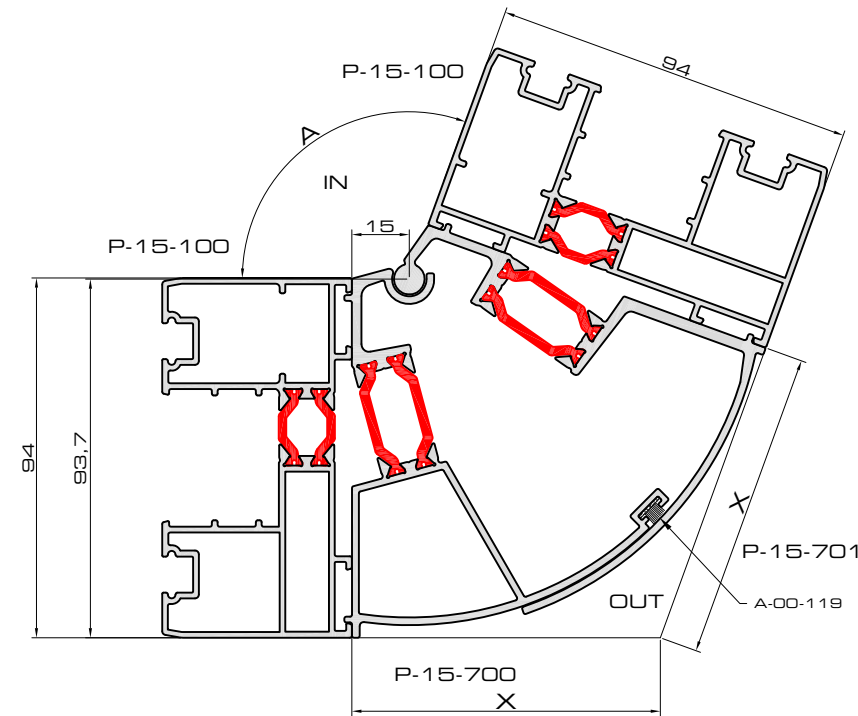 94
P-15-100
A
IN
15
P-15-100
94
93,7
X
P-15-701
A-00-119
OUT
P-15-700
X